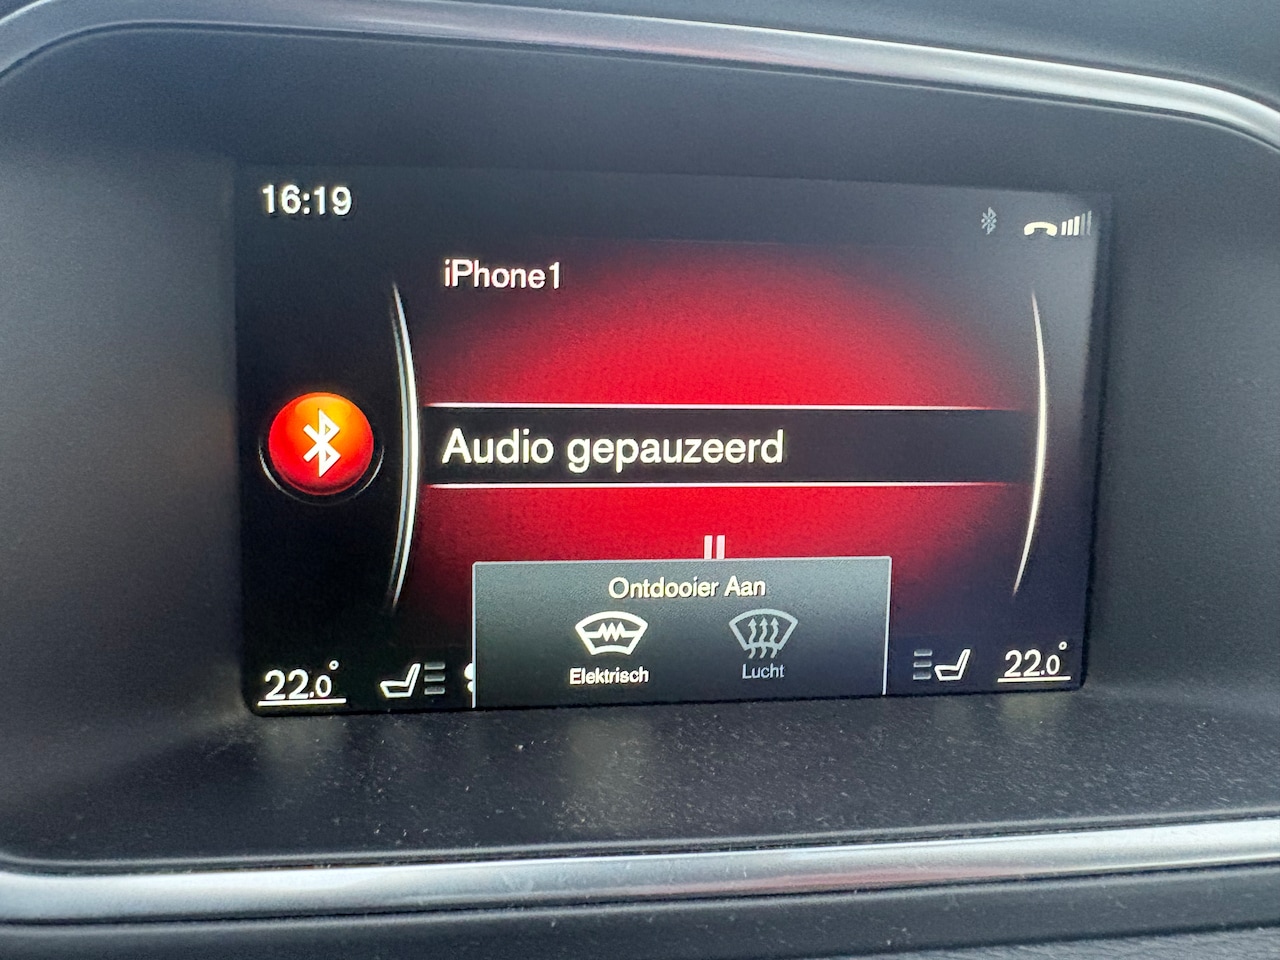 16:19
iPhone1
Audio gepauzeerd
Ontdooier Aan
Elektrisch
Lucht
22.0°
22.0°